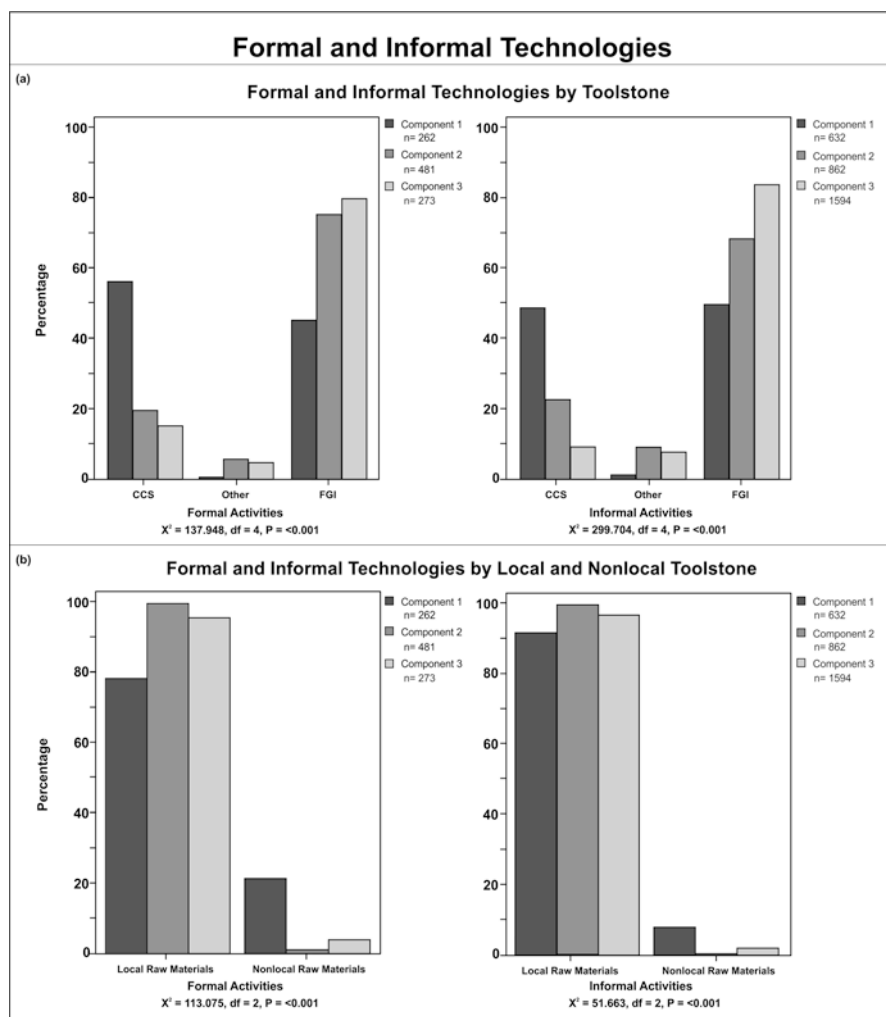 Formal and Informal Technologies
(a)
Formal and Informal Technologies by Toolstone
100
80
60
40
20
0
Percentage
CCS
Other
FGI
Formal Activities
X² = 137.948, df = 4, P = <0.001
Component 1
n= 262
Component 2
n= 481
Component 3
n= 273
100
80
60
40
20
0
CCS
Other
FGI
Informal Activities
X² = 299.704, df = 4, P = <0.001
Component 1
n= 632
Component 2
n= 862
Component 3
n= 1594
(b)
Formal and Informal Technologies by Local and Nonlocal Toolstone
100
80
60
40
20
0
Percentage
Local Raw Materials
Nonlocal Raw Materials
Formal Activities
X² = 113.075, df = 2, P = <0.001
Component 1
n= 262
Component 2
n= 481
Component 3
n= 273
100
80
60
40
20
0
Local Raw Materials
Nonlocal Raw Materials
Informal Activities
X² = 51.663, df = 2, P = <0.001
Component 1
n= 632
Component 2
n= 862
Component 3
n= 1594